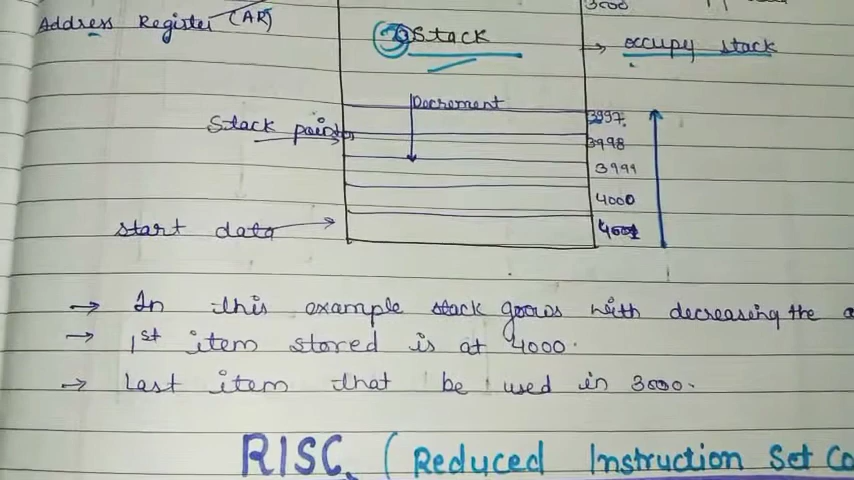 3000
Address Register (AR)
③ Stack
→ occupy stack
Decrement
3997.
Stack pointer
3998
3999
4000
start data
4001
→ In this example stack grows with decreasing the
→ 1st item stored is at 4000.
→ Last item that be used in 3000.
RISC. (Reduced Instruction Set Co